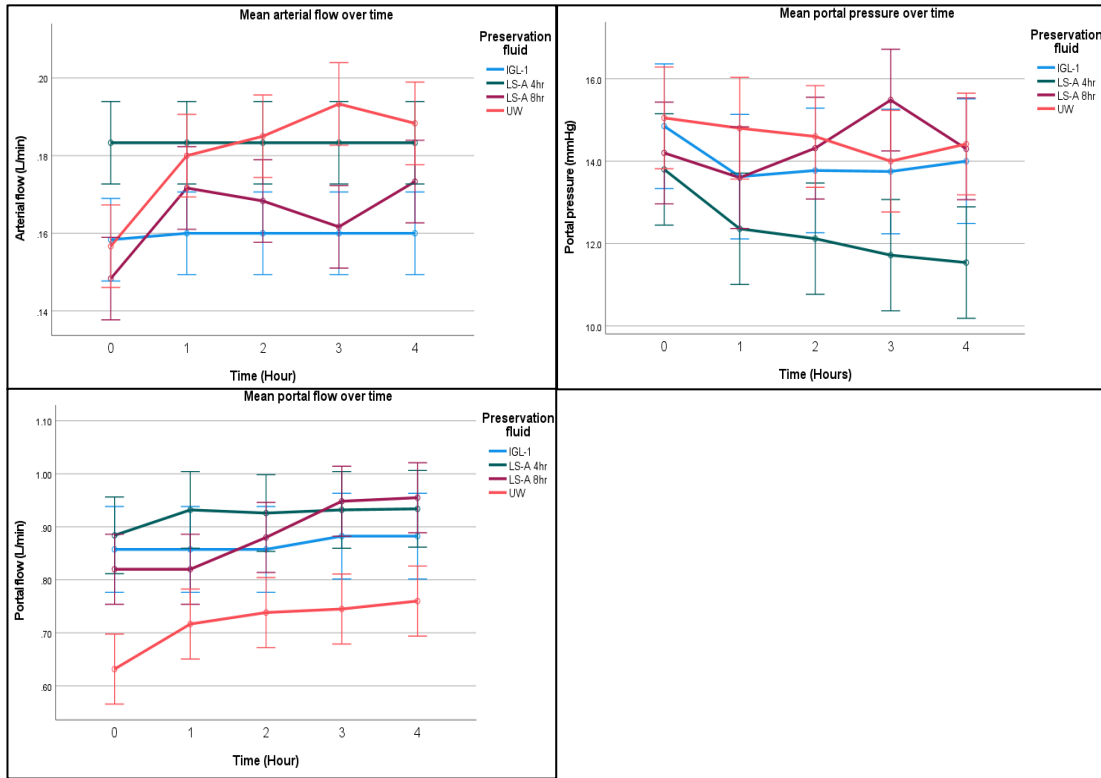 Mean arterial flow over time
Preservation
fluid
IGL-1
LS-A 4hr
LS-A 8hr
UW
.20
.18
.16
.14
Arterial flow (L/min)
0 1 2 3 4
Time (Hour)
Mean portal pressure over time
Preservation
fluid
IGL-1
LS-A 4hr
LS-A 8hr
UW
16.0
14.0
12.0
10.0
Portal pressure (mmHg)
0 1 2 3 4
Time (Hours)
Mean portal flow over time
Preservation
fluid
IGL-1
LS-A 4hr
LS-A 8hr
UW
1.10
1.00
.90
.80
.70
.60
Portal flow (L/min)
0 1 2 3 4
Time (Hour)